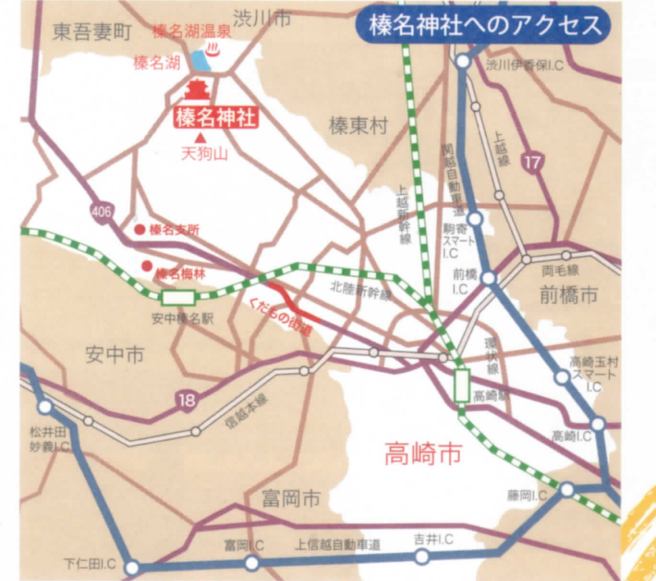 榛名神社へのアクセス
渋川市
東吾妻町
榛名湖温泉
榛名湖
渋川伊香保I.C
榛名神社
天狗山
榛東村
上越線
17
関越自動車道
上越新幹線
駒寄
スマート
I.C
406
榛名支所
榛名梅林
前橋
I.C
両毛線
前橋市
北陸新幹線
くだもの街道
安中榛名駅
環状線
安中市
高崎玉村
スマート
I.C
高崎駅
18
信越本線
松井田
妙義I.C
高崎I.C
高崎市
藤岡I.C
富岡市
富岡I.C
上信越自動車道
吉井I.C
下仁田I.C